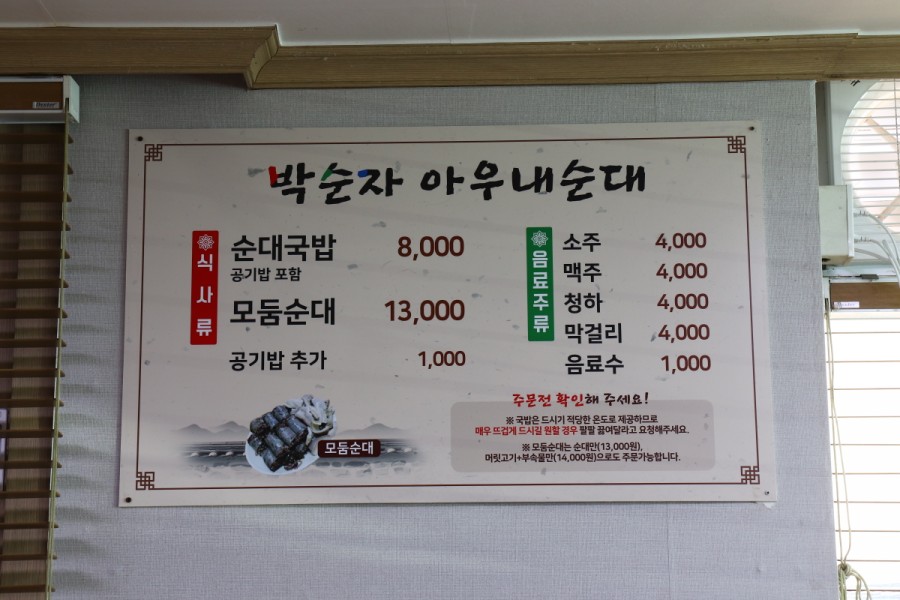 박순자 아우내순대
식사류
순대국밥 8,000
공기밥 포함
모둠순대 13,000
공기밥 추가 1,000
음료주류
소주 4,000
맥주 4,000
청하 4,000
막걸리 4,000
음료수 1,000
모둠순대
주문전 확인해 주세요!
※ 국밥은 드시기 적당한 온도로 제공하므로
매우 뜨겁게 드시길 원할 경우 팔팔 끓여달라고 요청해주세요.
※ 모둠순대는 순대만(13,000원),
머릿고기+부속물만(14,000원)으로도 주문가능합니다.